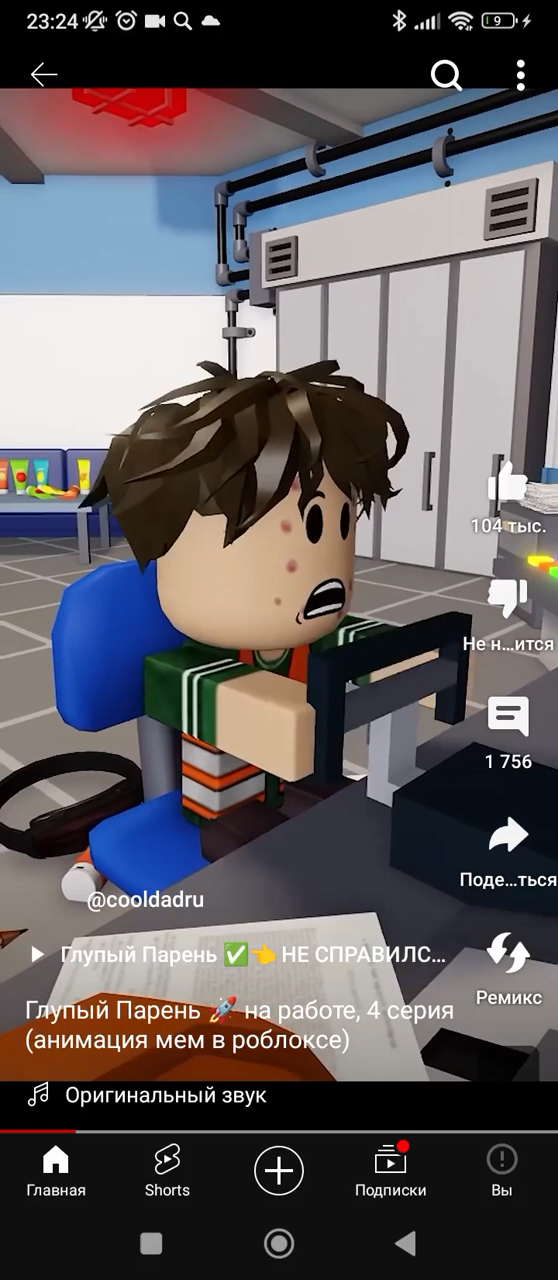 23:24
9
104 тыс.
Не н...ится
1 756
Поде...ться
@cooldadru
Глупый Парень ✅👈 НЕ СПРАВИЛС...
Ремикс
Глупый Парень 🚀 на работе, 4 серия
(анимация мем в роблоксе)
Оригинальный звук
Главная
Shorts
Подписки
Вы